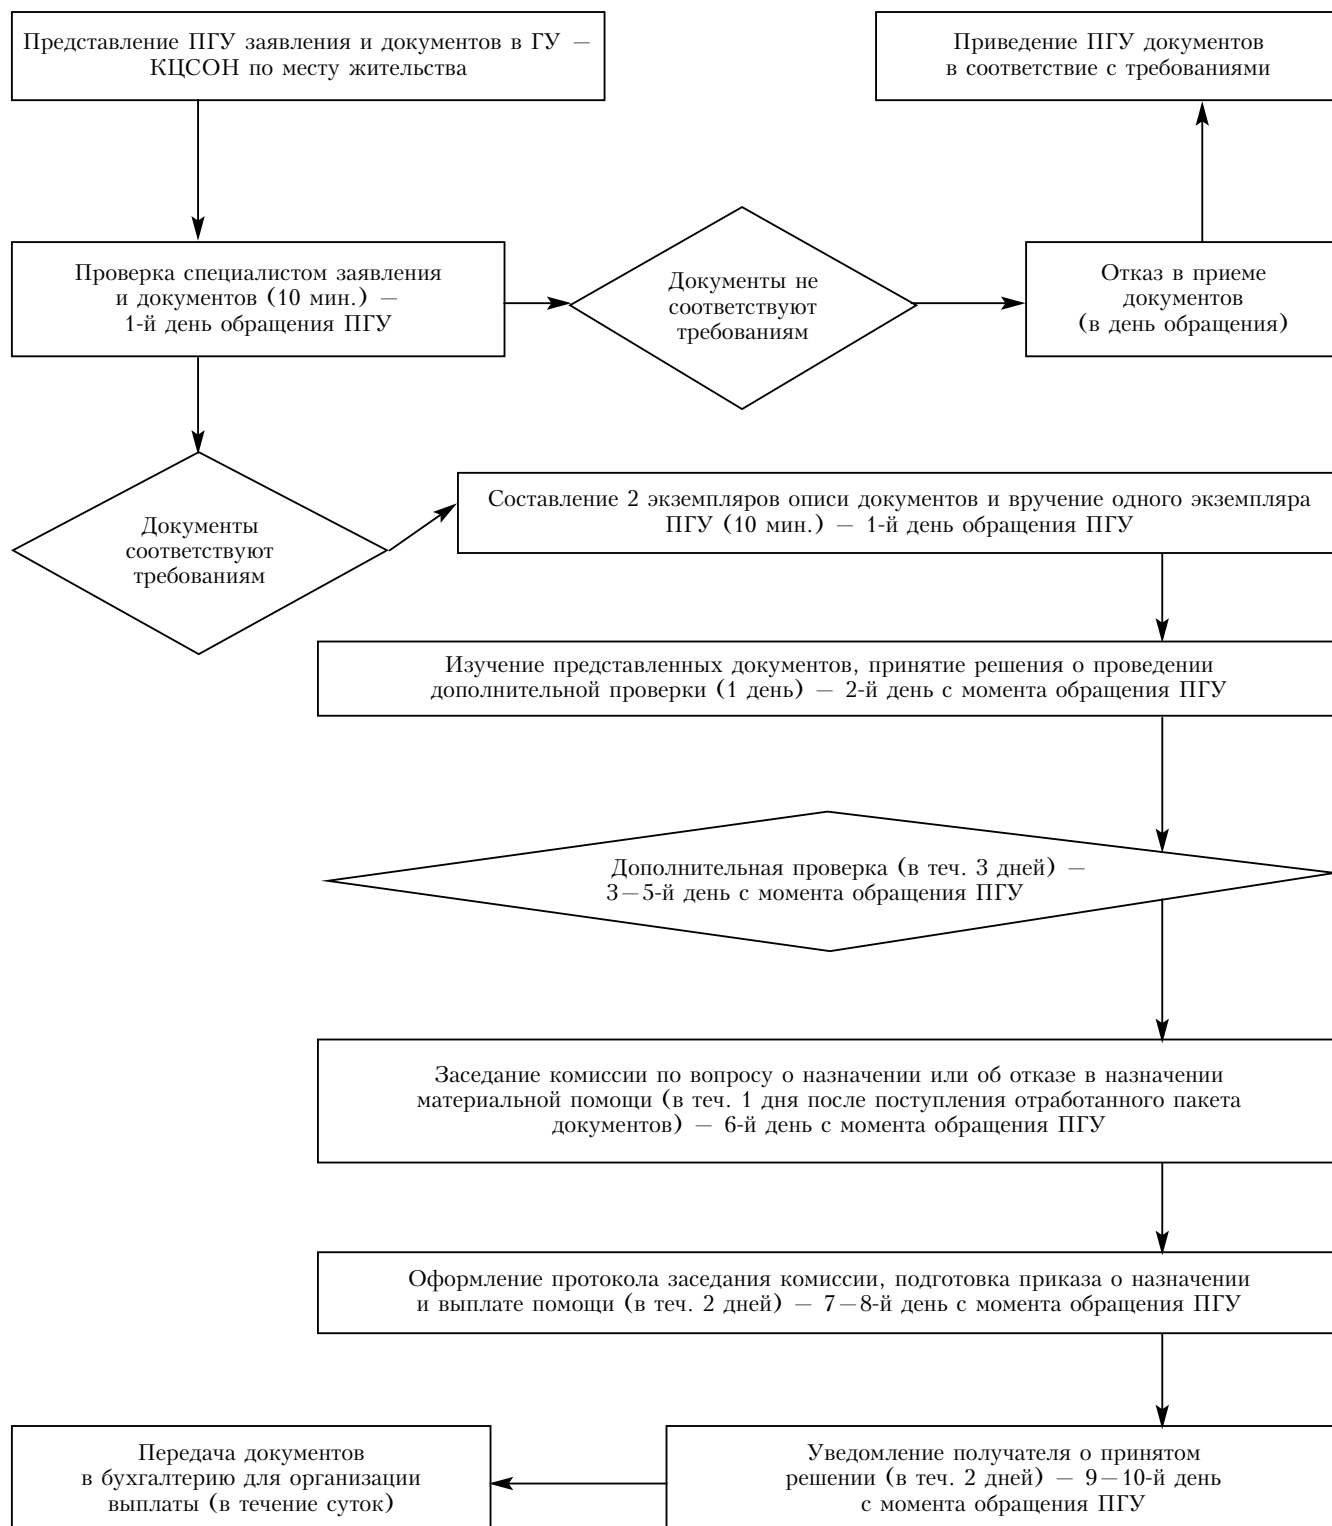 Представление ПГУ заявления и документов в ГУ —
КЦСОН по месту жительства
Приведение ПГУ документов
в соответствие с требованиями
Проверка специалистом заявления
и документов (10 мин.) —
1-й день обращения ПГУ
Документы не
соответствуют
требованиям
Отказ в приеме
документов
(в день обращения)
Документы
соответствуют
требованиям
Составление 2 экземпляров описи документов и вручение одного экземпляра
ПГУ (10 мин.) — 1-й день обращения ПГУ
Изучение представленных документов, принятие решения о проведении
дополнительной проверки (1 день) — 2-й день с момента обращения ПГУ
Дополнительная проверка (в теч. 3 дней) —
3—5-й день с момента обращения ПГУ
Заседание комиссии по вопросу о назначении или об отказе в назначении
материальной помощи (в теч. 1 дня после поступления отработанного пакета
документов) — 6-й день с момента обращения ПГУ
Оформление протокола заседания комиссии, подготовка приказа о назначении
и выплате помощи (в теч. 2 дней) — 7—8-й день с момента обращения ПГУ
Передача документов
в бухгалтерию для организации
выплаты (в течение суток)
Уведомление получателя о принятом
решении (в теч. 2 дней) — 9—10-й день
с момента обращения ПГУ